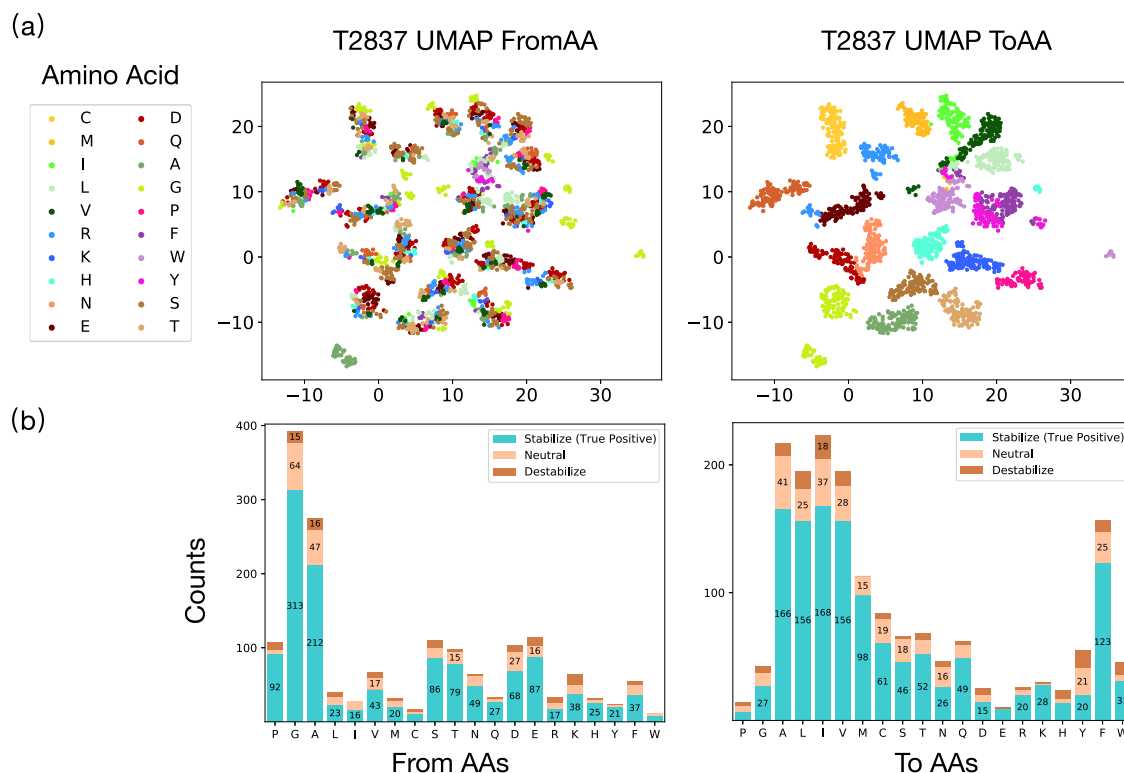 (a)
T2837 UMAP FromAA
T2837 UMAP ToAA
Amino Acid
C D
M Q
I A
L G
V P
R F
K W
H Y
N S
E T
20
10
0
−10
−10 0 10 20 30
20
10
0
−10
−10 0 10 20 30
(b)
Counts
400
300
200
100
Stabilize (True Positive)
Neutral
Destabilize
15
64
313
16
47
212
92
23
16
17
43
20
86
15
79
49
27
27
68
16
87
17
38
25
21
37
P G A L I V M C S T N Q D E R K H Y F W
From AAs
200
100
Stabilize (True Positive)
Neutral
Destabilize
27
41
166
25
156
18
37
168
28
156
15
98
19
61
18
46
52
16
26
49
15
20
28
21
20
25
123
P G A L I V M C S T N Q D E R K H Y F W
To AAs